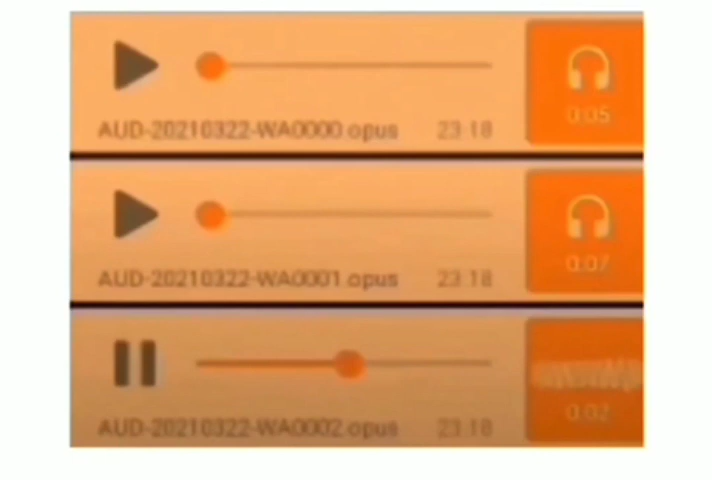 0:05
AUD-20210322-WA0000.opus 23:18
0:07
AUD-20210322-WA0001.opus 23:18
0:02
AUD-20210322-WA0002.opus 23:18